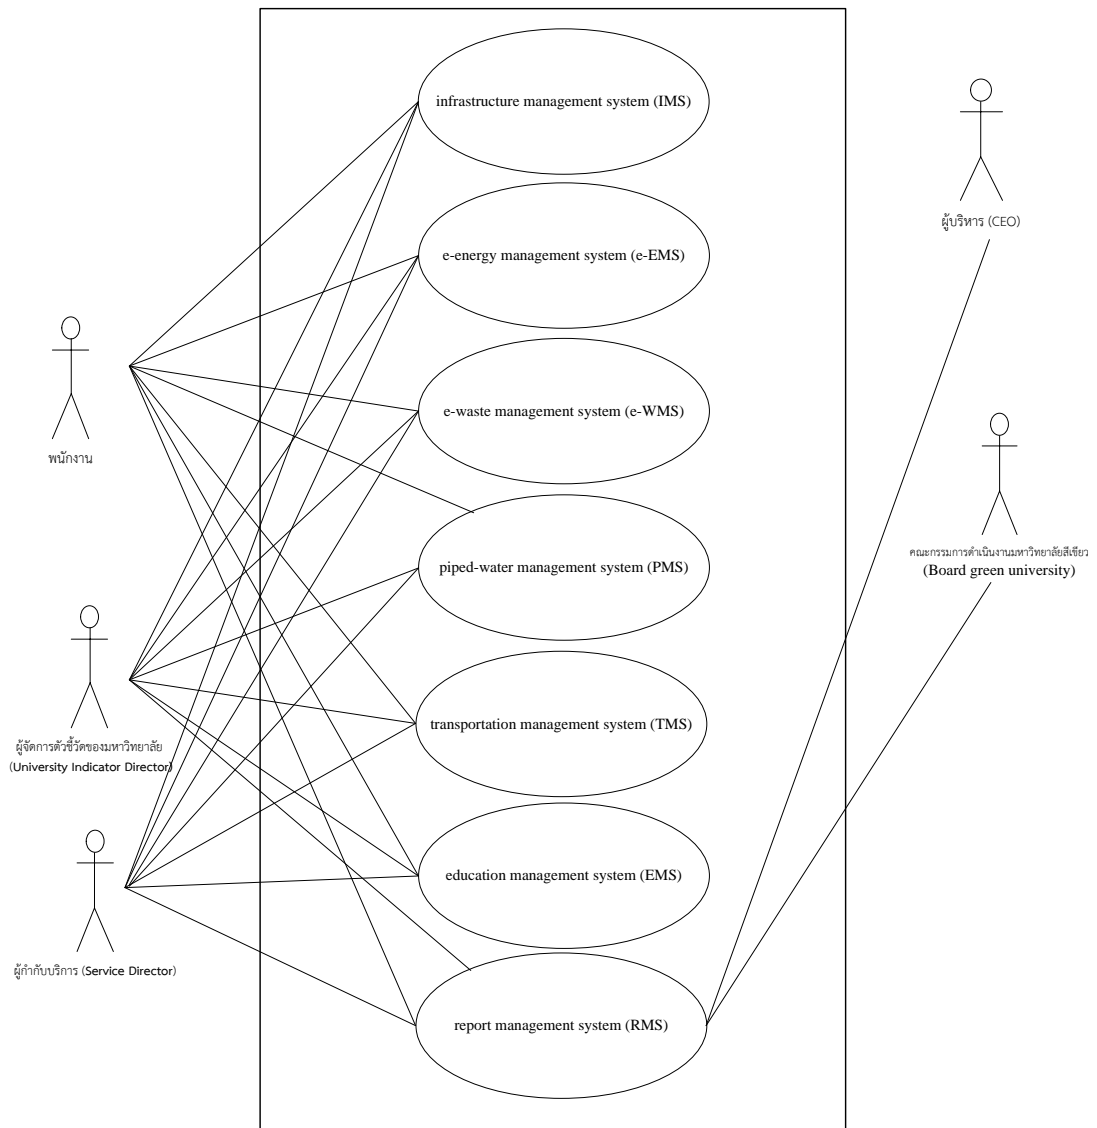 infrastructure management system (IMS)
ผู้บริหาร (CEO)
e-energy management system (e-EMS)
e-waste management system (e-WMS)
พนักงาน
คณะกรรมการดำเนินงานมหาวิทยาลัยสีเขียว
(Board green university)
piped-water management system (PMS)
transportation management system (TMS)
ผู้จัดการตัวชี้วัดของมหาวิทยาลัย
(University Indicator Director)
education management system (EMS)
ผู้กำกับบริการ (Service Director)
report management system (RMS)